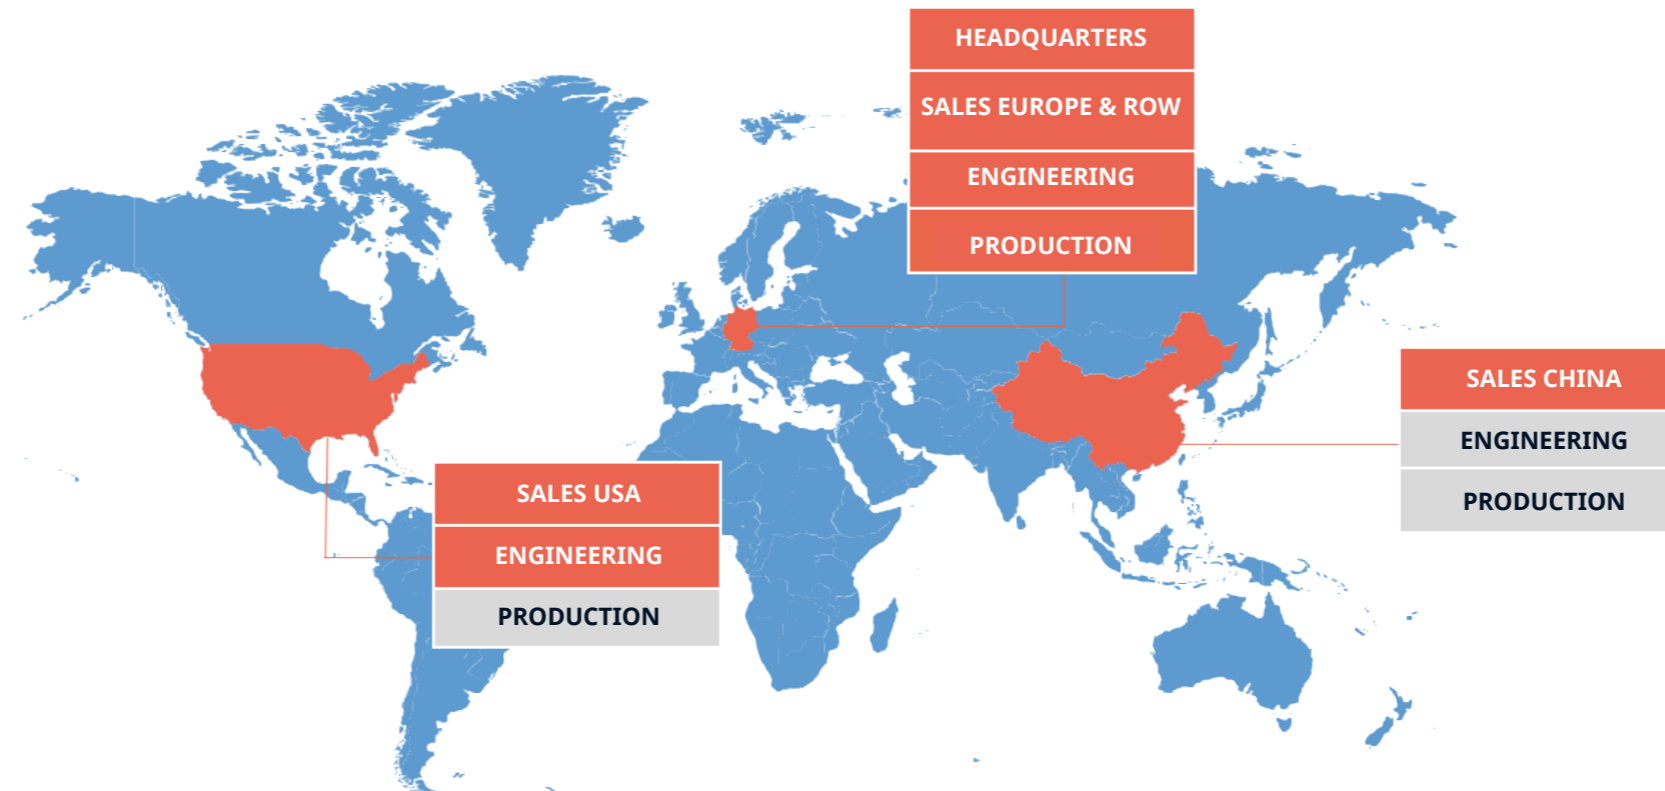 HEADQUARTERS
SALES EUROPE & ROW
ENGINEERING
PRODUCTION
SALES CHINA
ENGINEERING
PRODUCTION
SALES USA
ENGINEERING
PRODUCTION